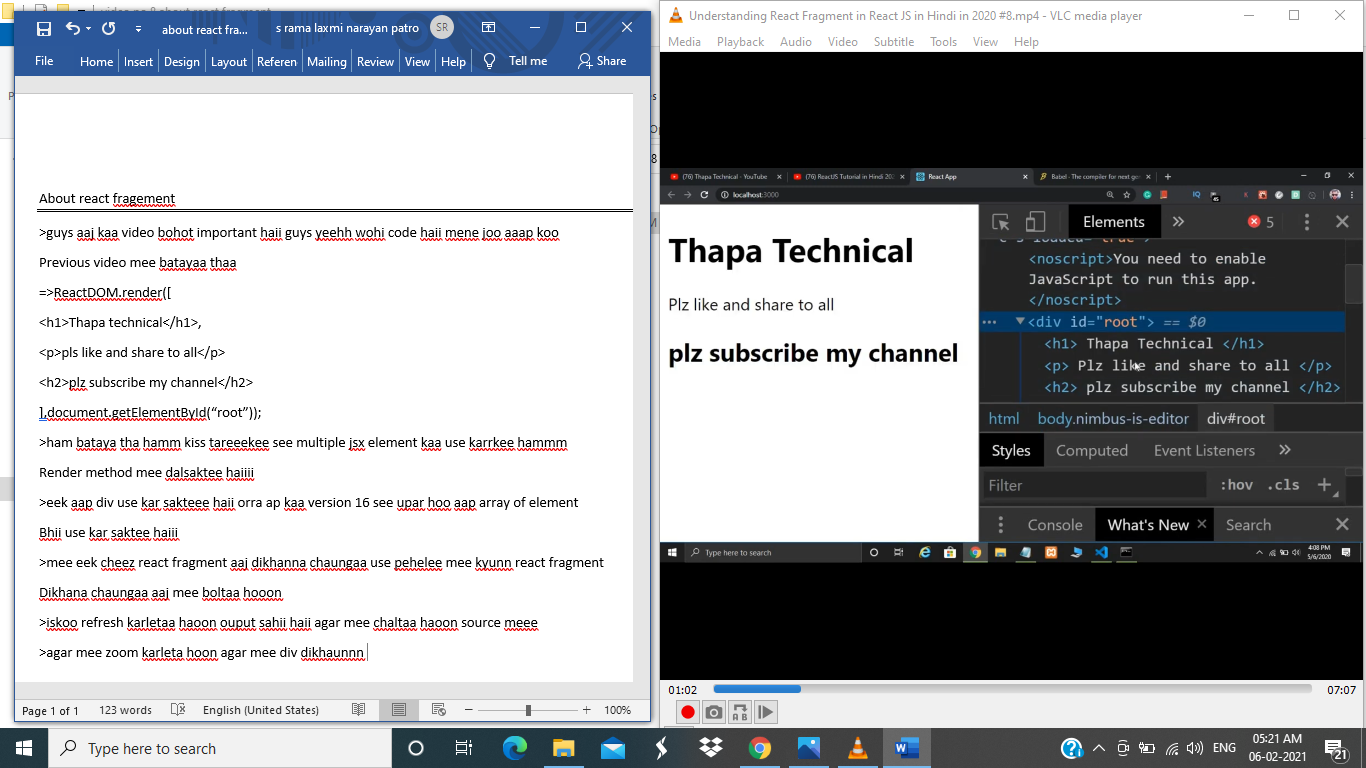 about react fra...
s rama laxmi narayan patro
SR
File
Home
Insert
Design
Layout
Referen
Mailing
Review
View
Help
Tell me
Share
About react fragement
>guys aaj kaa video bohot important haii guys yeehh wohi code haii mene joo aaap koo
Previous video mee batayaa thaa
=>ReactDOM.render([
<h1>Thapa technical</h1>,
<p>pls like and share to all</p>
<h2>plz subscribe my channel</h2>
],document.getElementById(“root”));
>ham bataya tha hamm kiss tareeekee see multiple jsx element kaa use karrkee hammm
Render method mee dalsaktee haiiii
>eek aap div use kar sakteee haii orra ap kaa version 16 see upar hoo aap array of element
Bhii use kar saktee haiii
>mee eek cheez react fragment aaj dikhanna chaungaa use pehelee mee kyunn react fragment
Dikhana chaungaa aaj mee boltaa hooon
>iskoo refresh karletaa haoon ouput sahii haii agar mee chaltaa haoon source meee
>agar mee zoom karleta hoon agar mee div dikhaunnn
Page 1 of 1
123 words
English (United States)
100%
Understanding React Fragment in React JS in Hindi in 2020 #8.mp4 - VLC media player
Media
Playback
Audio
Video
Subtitle
Tools
View
Help
(76) Thapa Technical - YouTube
(76) ReactJS Tutorial in Hindi 20
React App
Babel - The compiler for next ge
localhost:3000
Thapa Technical
Plz like and share to all
plz subscribe my channel
Elements
5
<noscript>You need to enable
JavaScript to run this app.
</noscript>
<div id="root"> == $0
<h1> Thapa Technical </h1>
<p> Plz like and share to all </p>
<h2> plz subscribe my channel </h2>
html
body.nimbus-is-editor
div#root
Styles
Computed
Event Listeners
Filter
:hov
.cls
Console
What's New
Search
Type here to search
4:08 PM
5/6/2020
01:02
07:07
Type here to search
ENG
05:21 AM
06-02-2021
21